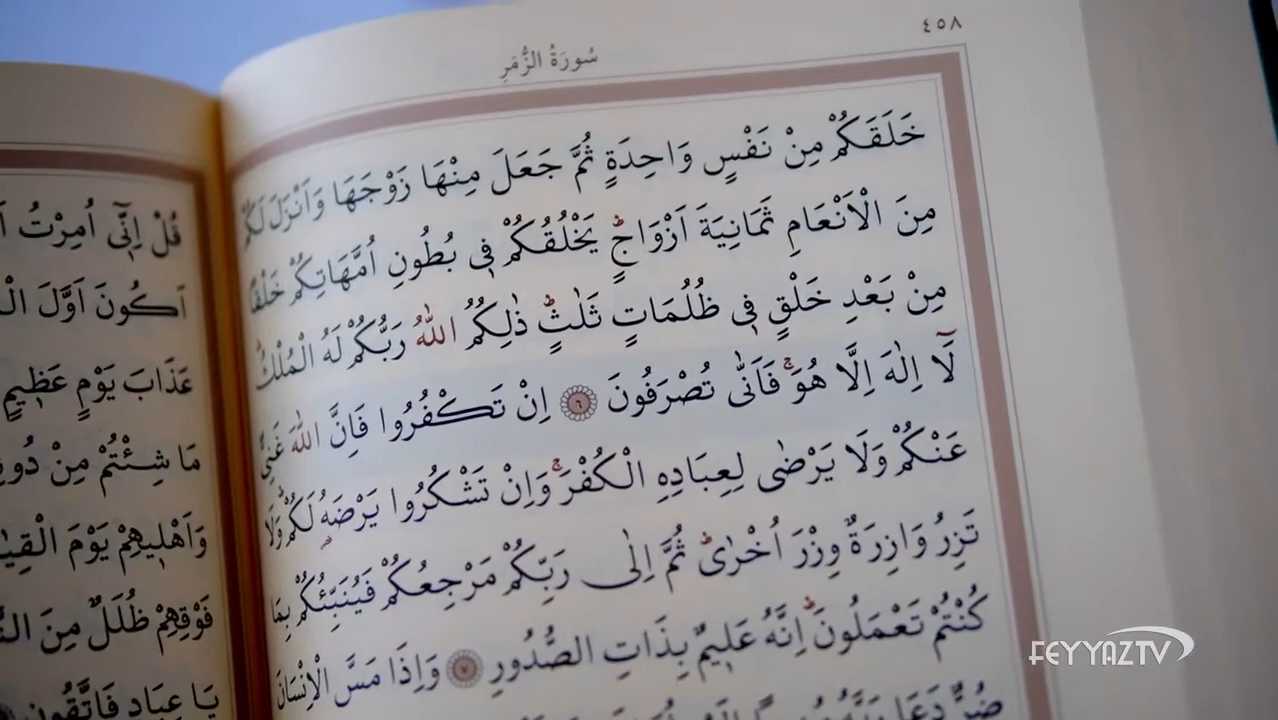 ٤٥٨
سُورَةُ الزُّمَرِ
خَلَقَكُمْ مِنْ نَفْسٍ وَاحِدَةٍ ثُمَّ جَعَلَ مِنْهَا زَوْجَهَا وَاَنْزَلَ لَكُمْ
مِنَ الْاَنْعَامِ ثَمَانِيَةَ اَزْوَاجٍۜ يَخْلُقُكُمْ ف۪ي بُطُونِ اُمَّهَاتِكُمْ خَلْقًا
مِنْ بَعْدِ خَلْقٍ ف۪ي ظُلُمَاتٍ ثَلٰثٍۜ ذٰلِكُمُ اللّٰهُ رَبُّكُمْ لَهُ الْمُلْكُۜ
لَٓا اِلٰهَ اِلَّا هُوَۚ فَاَنّٰى تُصْرَفُونَ ٦ اِنْ تَكْفُرُوا فَاِنَّ اللّٰهَ غَنِيٌّ
عَنْكُمْ وَلَا يَرْضٰى لِعِبَادِهِ الْكُفْرَۚ وَاِنْ تَشْكُرُوا يَرْضَهُ لَكُمْۜ وَلَا
تَزِرُ وَازِرَةٌ وِزْرَ اُخْرٰىۜ ثُمَّ اِلٰى رَبِّكُمْ مَرْجِعُكُمْ فَيُنَبِّئُكُمْ بِمَا
كُنْتُمْ تَعْمَلُونَۜ اِنَّهُ عَل۪يمٌ بِذَاتِ الصُّدُورِ ٧ وَاِذَا مَسَّ الْاِنْسَانَ
ضُرٌّ دَعَا رَبَّهُ
قُلْ اِنّ۪ٓي اُمِرْتُ
اَكُونَ اَوَّلَ
عَذَابَ يَوْمٍ عَظ۪يمٍ
مَا شِئْتُمْ مِنْ
وَاَهْل۪يهِمْ يَوْمَ
فَوْقِهِمْ ظُلَلٌ مِنَ
يَا عِبَادِ فَاتَّقُونِ
FEYYAZTV